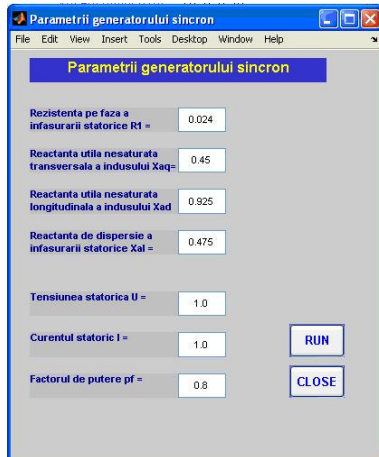 Parametrii generatorului sincron
File Edit View Insert Tools Desktop Window Help
Parametrii generatorului sincron
Rezistenta pe faza a
infasurarii statorice R1 =
0.024
Reactanta utila nesaturata
transversala a indusului Xaq=
0.45
Reactanta utila nesaturata
longitudinala a indusului Xad
0.925
Reactanta de dispersie a
infasurarii statorice Xal =
0.475
Tensiunea statorica U =
1.0
Curentul statoric I =
1.0
RUN
Factorul de putere pf =
0.8
CLOSE